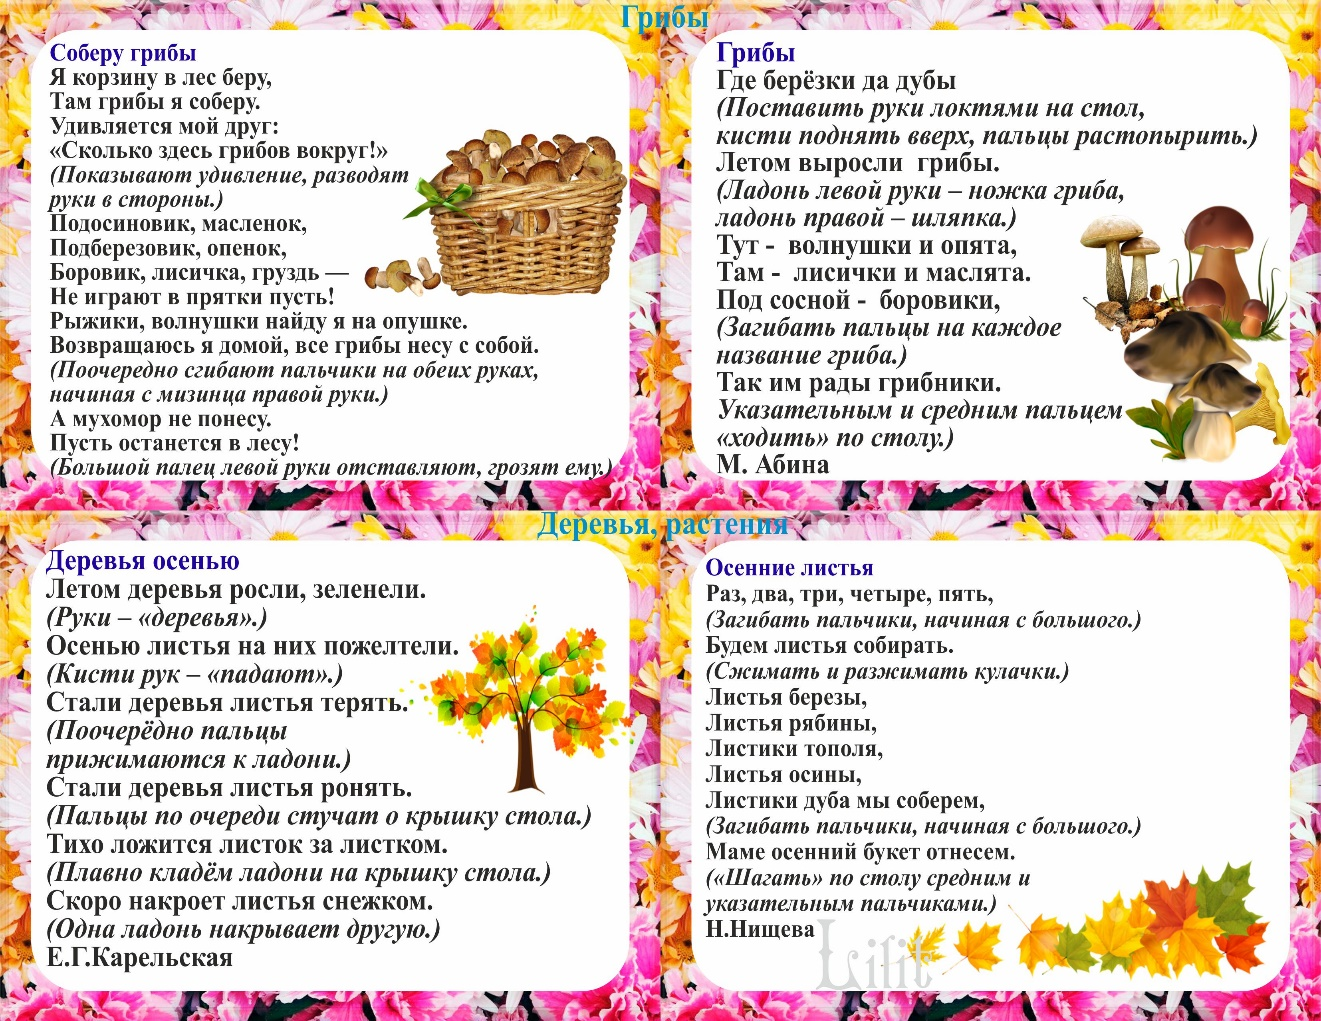 Грибы
Соберу грибы
Я корзину в лес беру,
Там грибы я соберу.
Удивляется мой друг:
«Сколько здесь грибов вокруг!»
(Показывают удивление, разводят
руки в стороны.)
Подосиновик, масленок,
Подберезовик, опенок,
Боровик, лисичка, груздь —
Не играют в прятки пусть!
Рыжики, волнушки найду я на опушке.
Возвращаюсь я домой, все грибы несу с собой.
(Поочередно сгибают пальчики на обеих руках,
начиная с мизинца правой руки.)
А мухомор не понесу.
Пусть останется в лесу!
(Большой палец левой руки отставляют, грозят ему.)
Грибы
Где берёзки да дубы
(Поставить руки локтями на стол,
кисти поднять вверх, пальцы растопырить.)
Летом выросли грибы.
(Ладонь левой руки – ножка гриба,
ладонь правой – шляпка.)
Тут - волнушки и опята,
Там - лисички и маслята.
Под сосной - боровики,
(Загибать пальцы на каждое
название гриба.)
Так им рады грибники.
Указательным и средним пальцем
«ходить» по столу.)
М. Абина
Деревья, растения
Деревья осенью
Летом деревья росли, зеленели.
(Руки – «деревья».)
Осенью листья на них пожелтели.
(Кисти рук – «падают».)
Стали деревья листья терять.
(Поочерёдно пальцы
прижимаются к ладони.)
Стали деревья листья ронять.
(Пальцы по очереди стучат о крышку стола.)
Тихо ложится листок за листком.
(Плавно кладём ладони на крышку стола.)
Скоро накроет листья снежком.
(Одна ладонь накрывает другую.)
Е.Г.Карельская
Осенние листья
Раз, два, три, четыре, пять,
(Загибать пальчики, начиная с большого.)
Будем листья собирать.
(Сжимать и разжимать кулачки.)
Листья березы,
Листья рябины,
Листики тополя,
Листья осины,
Листики дуба мы соберем,
(Загибать пальчики, начиная с большого.)
Маме осенний букет отнесем.
(«Шагать» по столу средним и
указательным пальчиками.)
Н.Нищева
Lilit